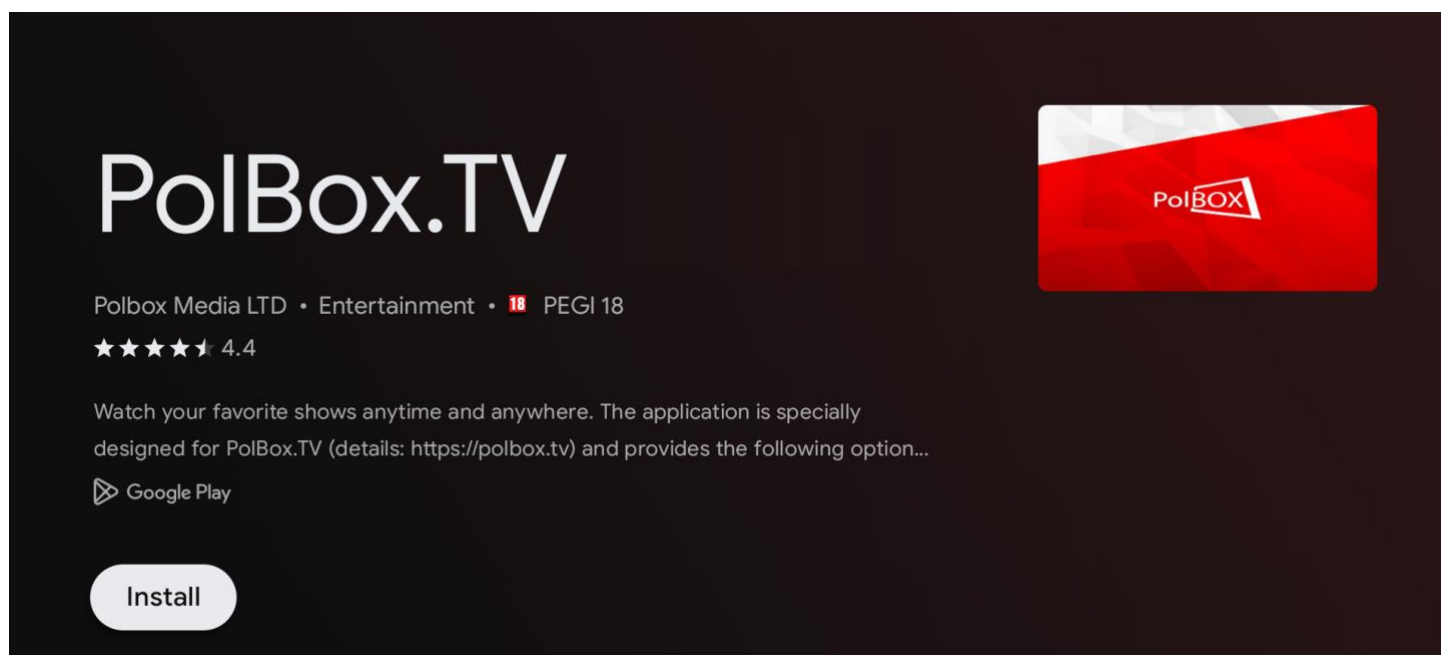 PolBox.TV
PolBOX
Polbox Media LTD • Entertainment • 18 PEGI 18
4.4
Watch your favorite shows anytime and anywhere. The application is specially
designed for PolBox.TV (details: https://polbox.tv) and provides the following option...
Google Play
Install